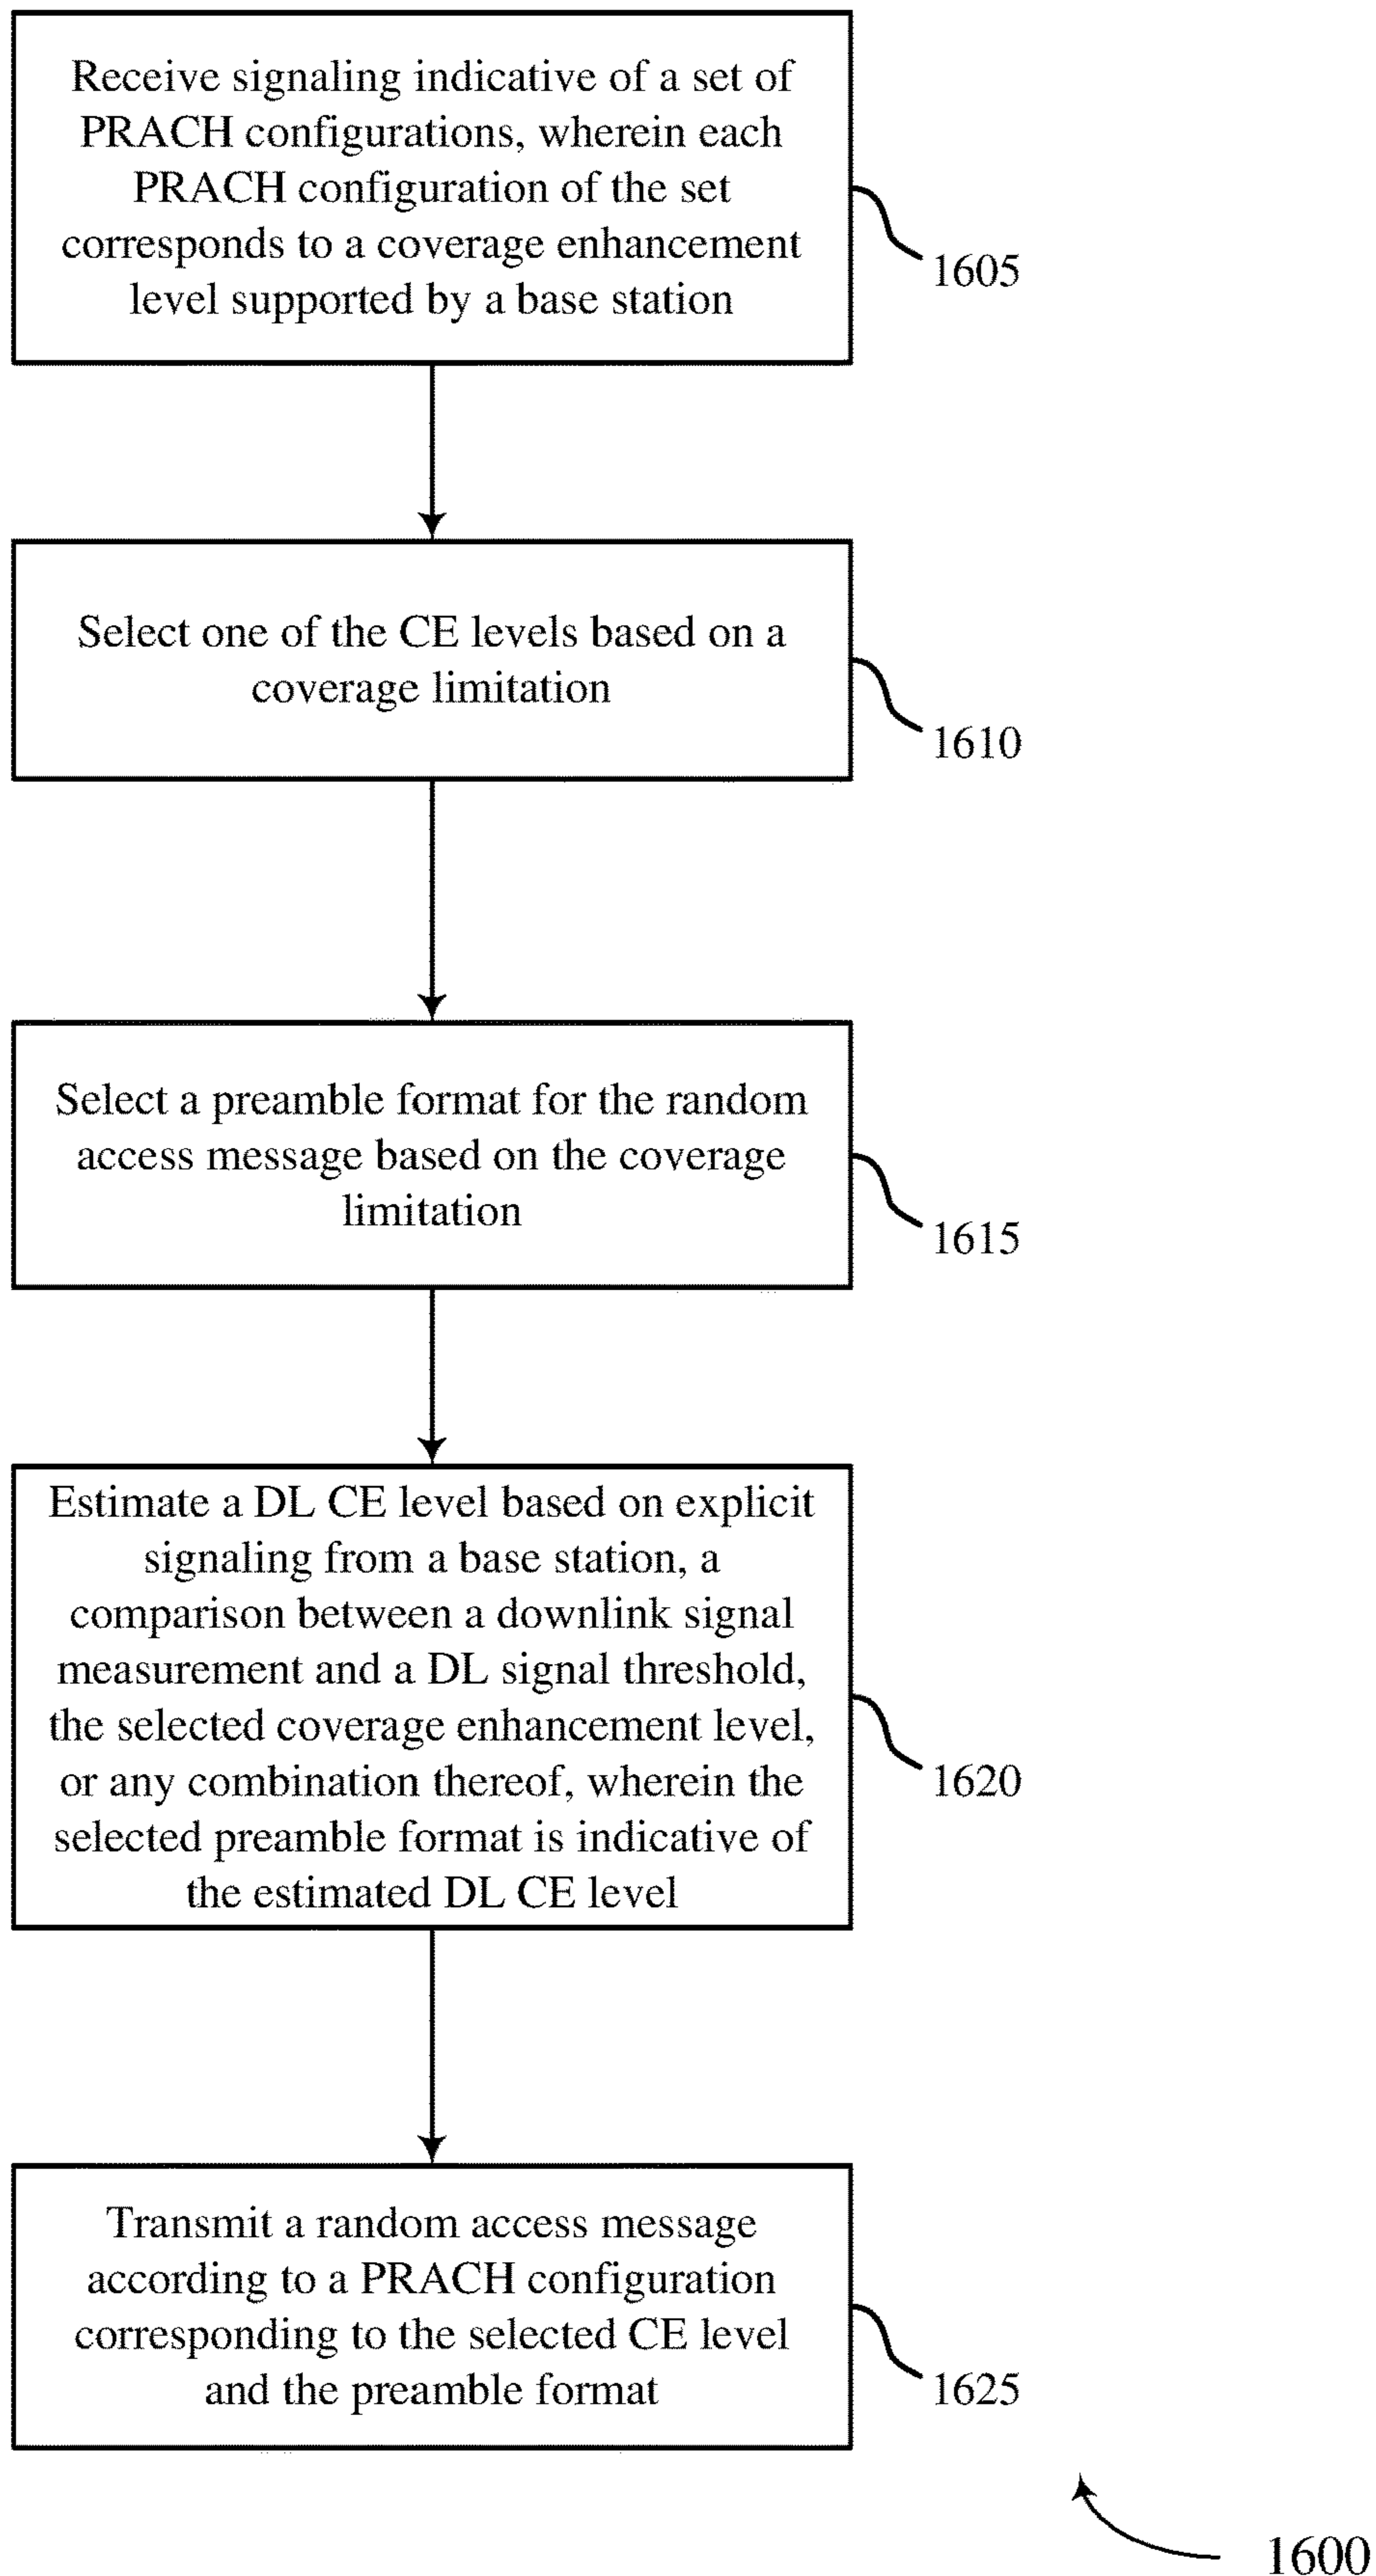 Receive signaling indicative of a set of
PRACH configurations, wherein each
PRACH configuration of the set
corresponds to a coverage enhancement
level supported by a base station
1605
Select one of the CE levels based on a
coverage limitation
1610
Select a preamble format for the random
access message based on the coverage
limitation
1615
Estimate a DL CE level based on explicit
signaling from a base station, a
comparison between a downlink signal
measurement and a DL signal threshold,
the selected coverage enhancement level,
or any combination thereof, wherein the
selected preamble format is indicative of
the estimated DL CE level
1620
Transmit a random access message
according to a PRACH configuration
corresponding to the selected CE level
and the preamble format
1625
1600